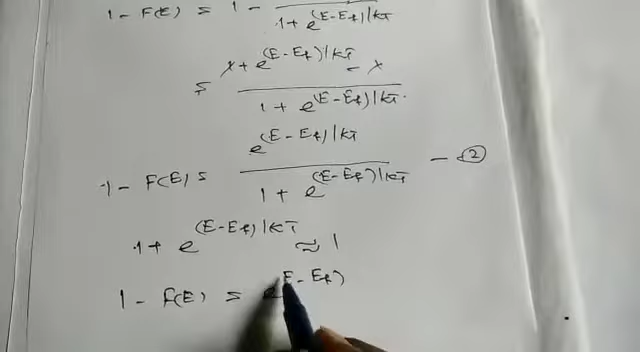 1 - F(E) = 1 - 1 / 1 + e^(E-Ef)/kT
= 1 + e^(E-Ef)/kT - 1 / 1 + e^(E-Ef)/kT
1 - F(E) = e^(E-Ef)/kT / 1 + e^(E-Ef)/kT - ②
1 + e^(E-Ef)/kT ≈ 1
1 - F(E) = e^(E-Ef)